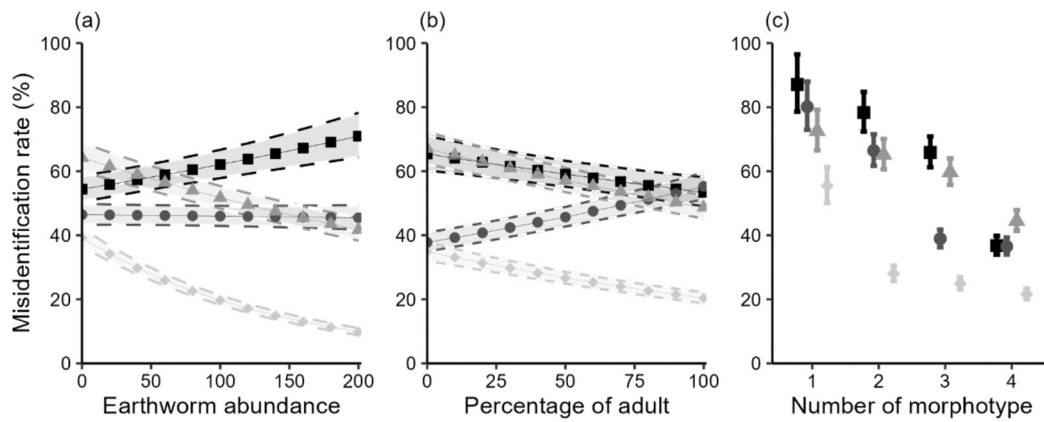 (a) (b) (c)
Misidentification rate (%)
100 100 100
80 80 80
60 60 60
40 40 40
20 20 20
0 0 0
0 50 100 150 200 0 25 50 75 100 1 2 3 4
Earthworm abundance Percentage of adult Number of morphotype